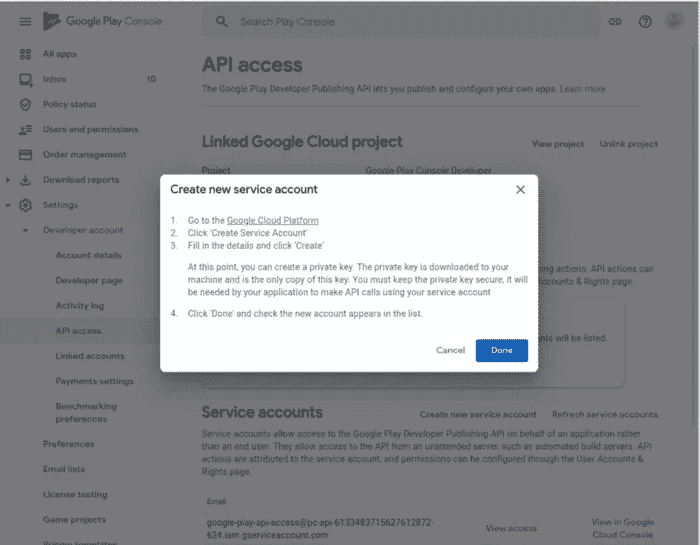 Google Play Console
Search Play Console
All apps
Inbox 10
Policy status
Users and permissions
Order management
Download reports
Settings
Developer account
Account details
Developer page
Activity log
API access
Linked accounts
Payments settings
Benchmarking
preferences
Preferences
Email lists
License testing
Game projects
Pricing templates
API access
The Google Play Developer Publishing API lets you publish and configure your own apps. Learn more
Linked Google Cloud project
View project Unlink project
Project Google Play Console Developer
Create new service account
1. Go to the Google Cloud Platform
2. Click 'Create Service Account'
3. Fill in the details and click 'Create'
At this point, you can create a private key. The private key is downloaded to your
machine and is the only copy of this key. You must keep the private key secure, it will
be needed by your application to make API calls using your service account
4. Click 'Done' and check the new account appears in the list.
Cancel Done
ing actions. API actions can
Accounts & Rights page.
nts will be listed.
Service accounts
Create new service account Refresh service accounts
Service accounts allow access to the Google Play Developer Publishing API on behalf of an application rather
than an end user. They allow access to the API from an unattended server, such as automated build servers. API
actions are attributed to the service account, and permissions can be configured through the User Accounts &
Rights page.
Email
google-play-api-access@pc-api-6133483715627612872-
624.iam.gserviceaccount.com
View access
View in Google
Cloud Console